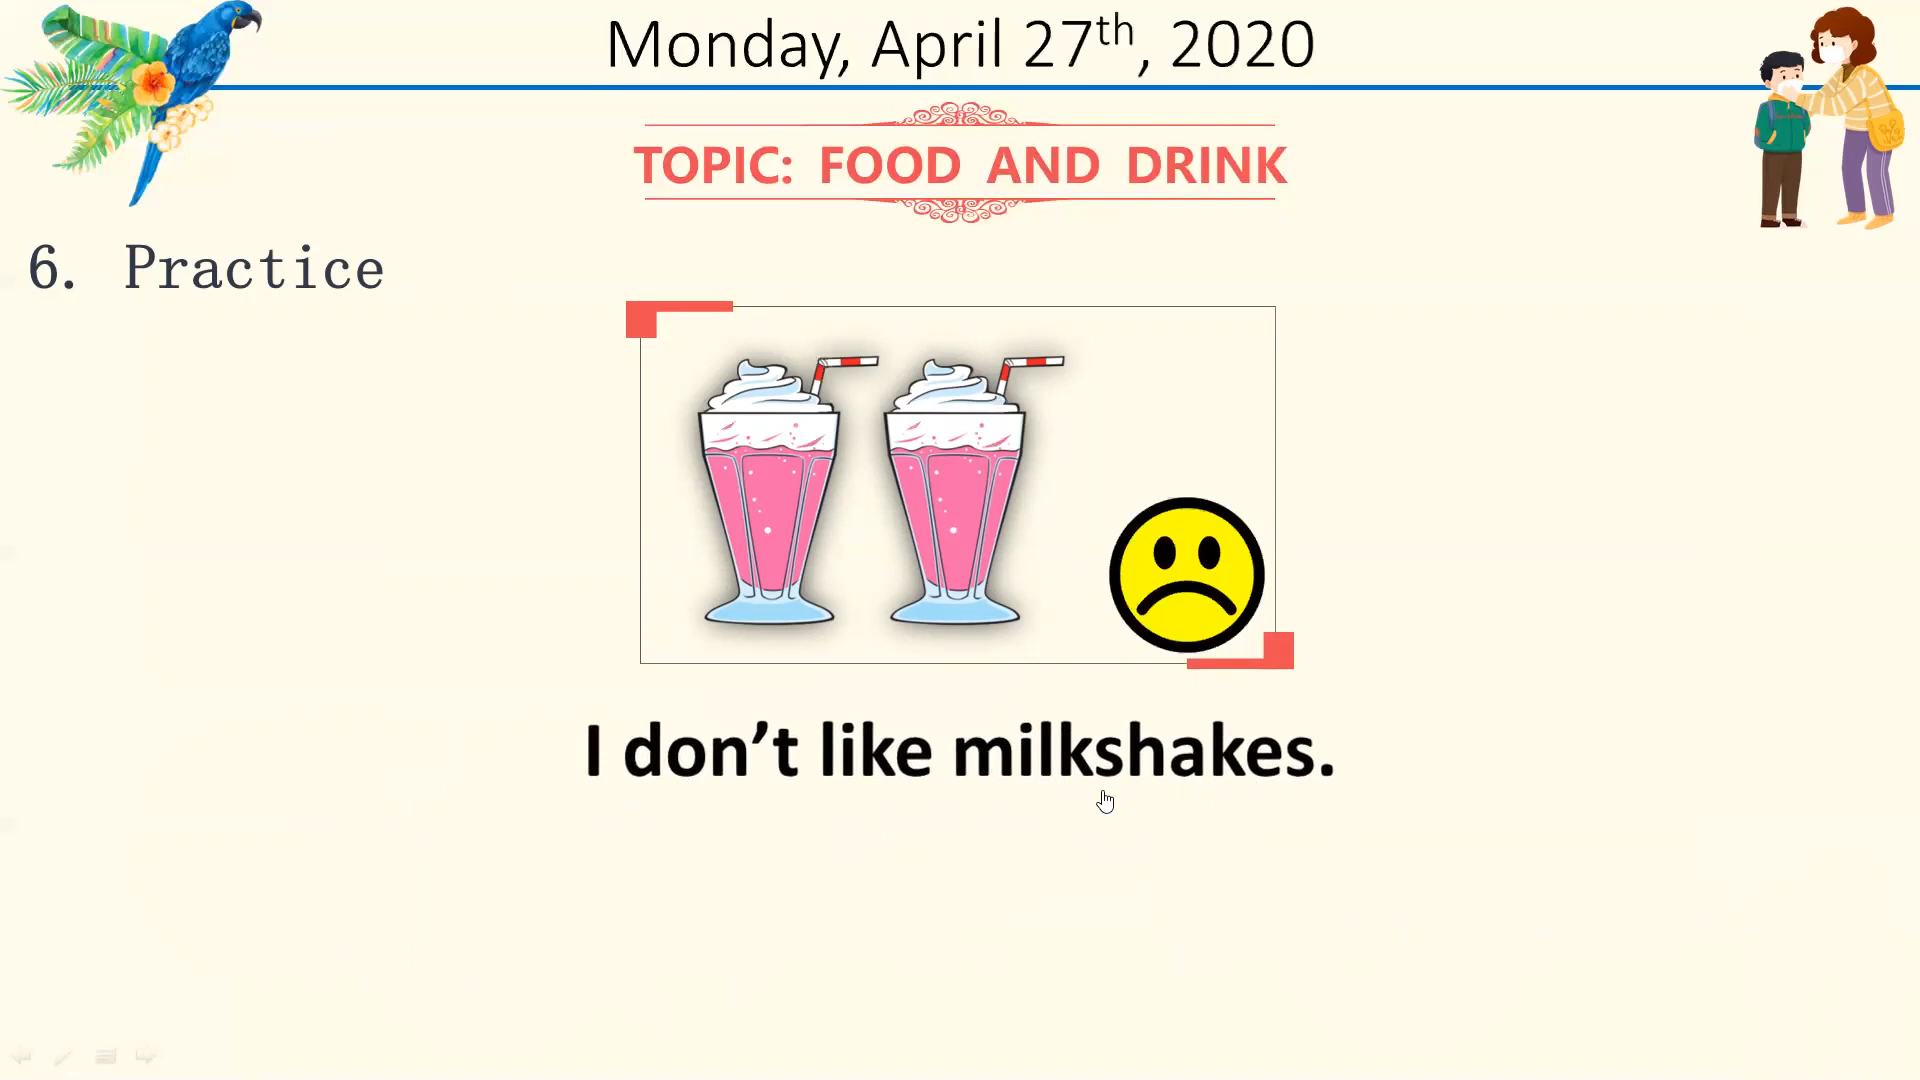 Monday, April 27th, 2020
TOPIC: FOOD AND DRINK
6. Practice
I don’t like milkshakes.